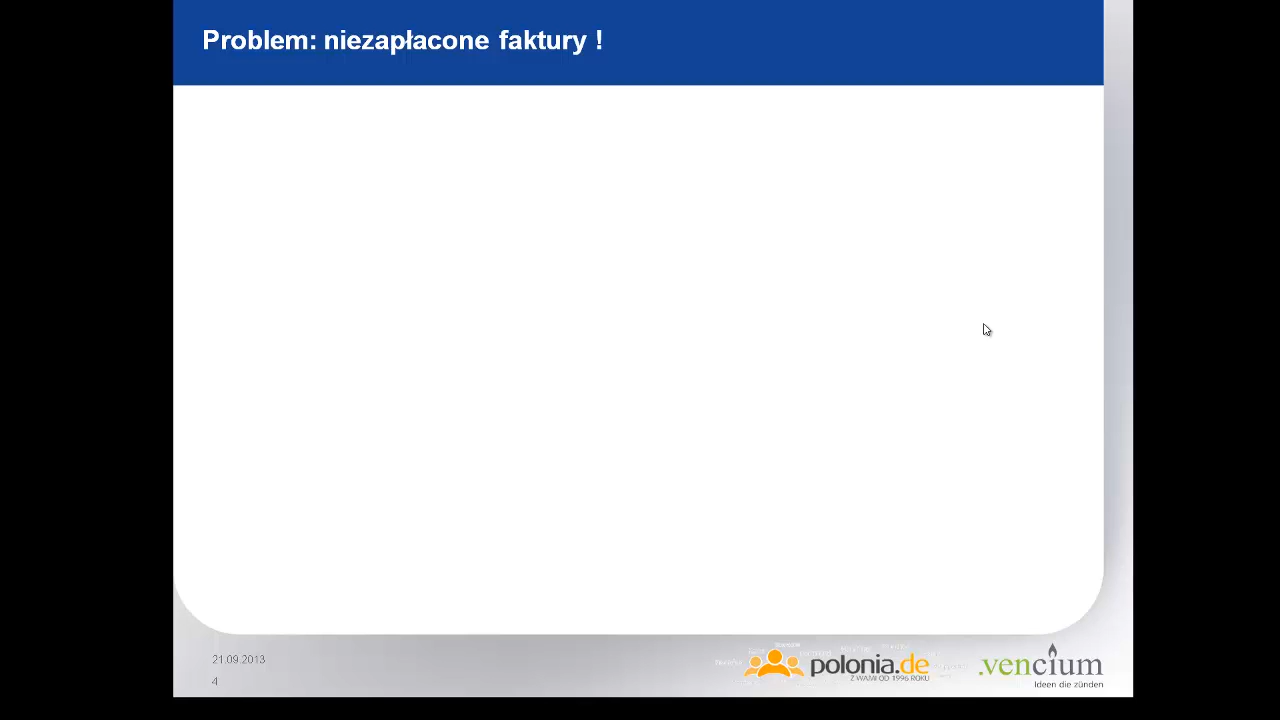 Problem: niezapłacone faktury !
21.09.2013
4
polonia.de
Z WAMI OD 1996 ROKU
.vencium
Ideen die zünden